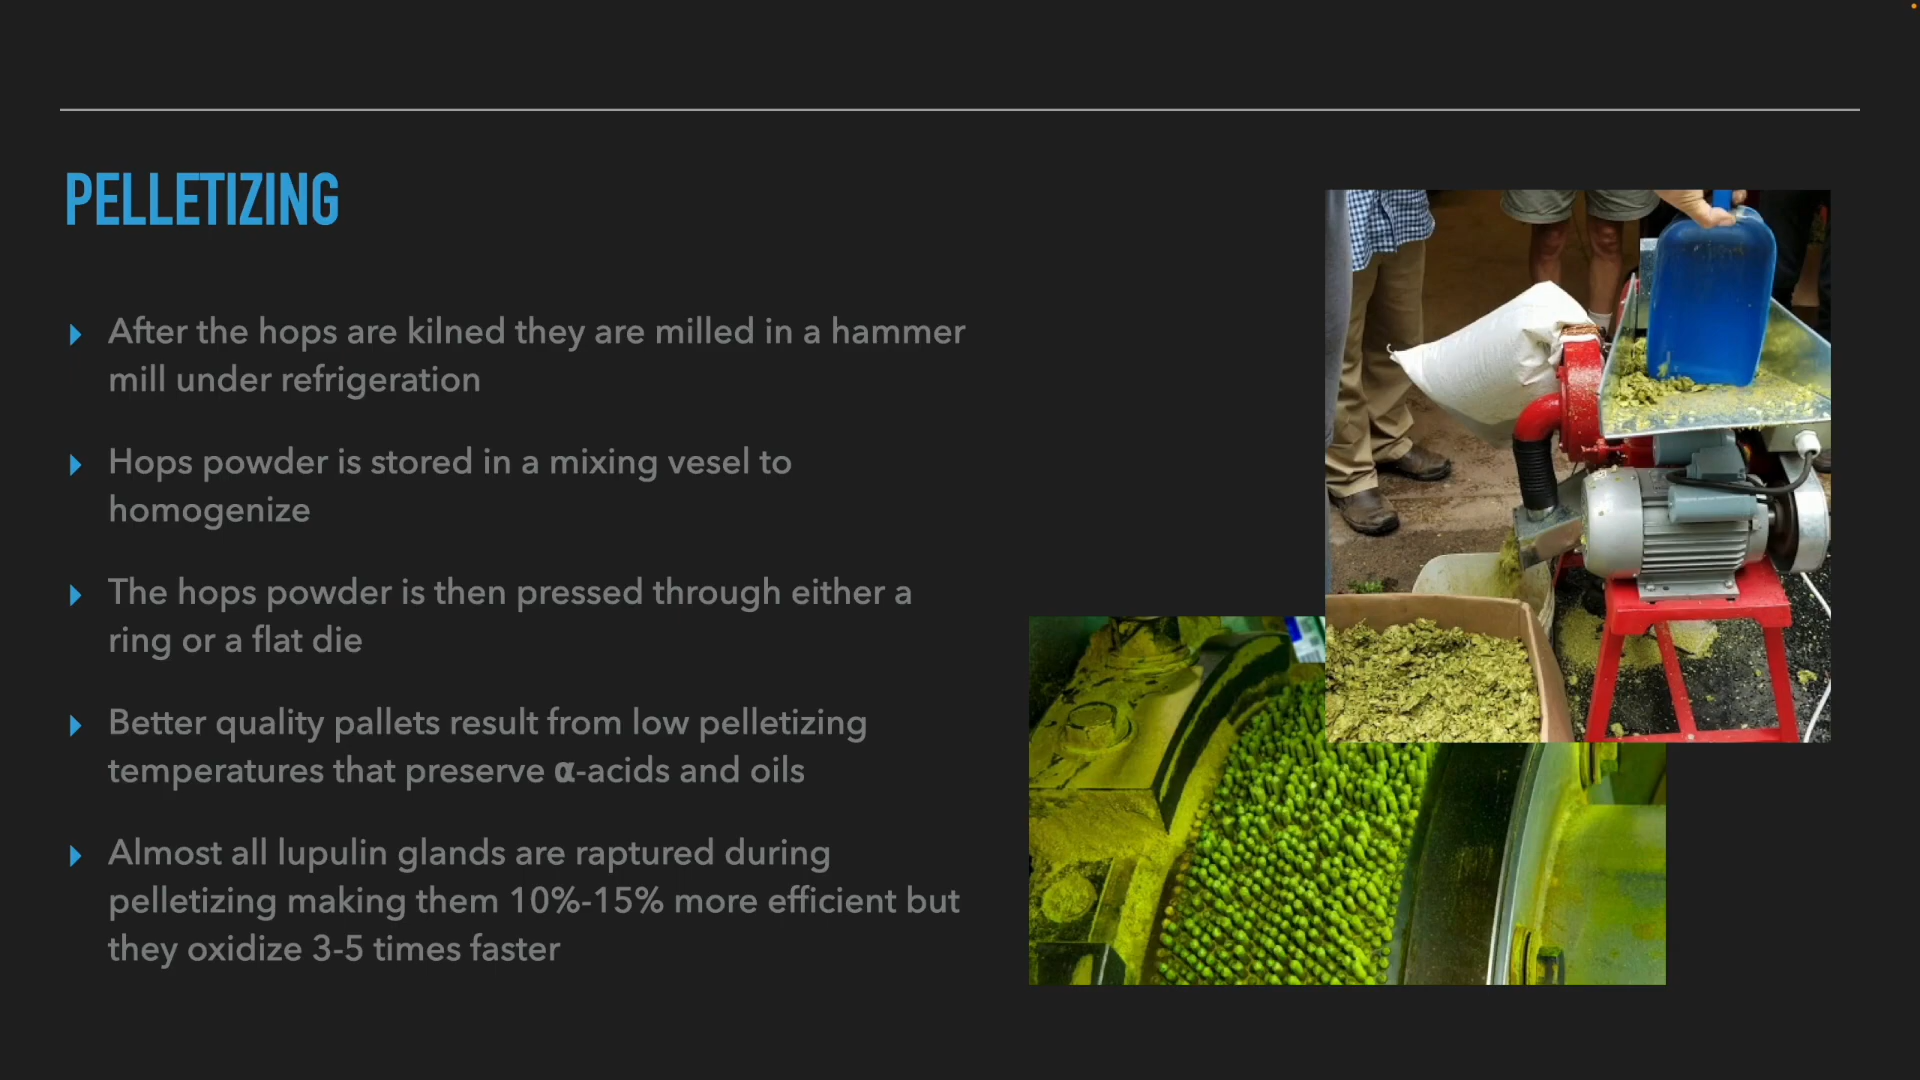 PELLETIZING
After the hops are kilned they are milled in a hammer
mill under refrigeration
Hops powder is stored in a mixing vesel to
homogenize
The hops powder is then pressed through either a
ring or a flat die
Better quality pallets result from low pelletizing
temperatures that preserve α-acids and oils
Almost all lupulin glands are raptured during
pelletizing making them 10%-15% more efficient but
they oxidize 3-5 times faster